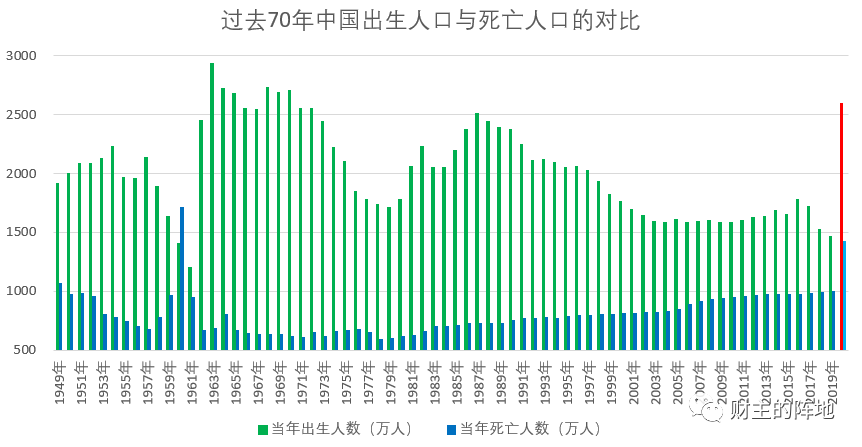 过去70年中国出生人口与死亡人口的对比
3000
2500
2000
1500
1000
500
1949年
1951年
1953年
1955年
1957年
1959年
1961年
1963年
1965年
1967年
1969年
1971年
1973年
1975年
1977年
1979年
1981年
1983年
1985年
1987年
1989年
1991年
1993年
1995年
1997年
1999年
2001年
2003年
2005年
2007年
2009年
2011年
2013年
2015年
2017年
2019年
当年出生人数（万人） 当年死亡人数（万人）
财主的阵地